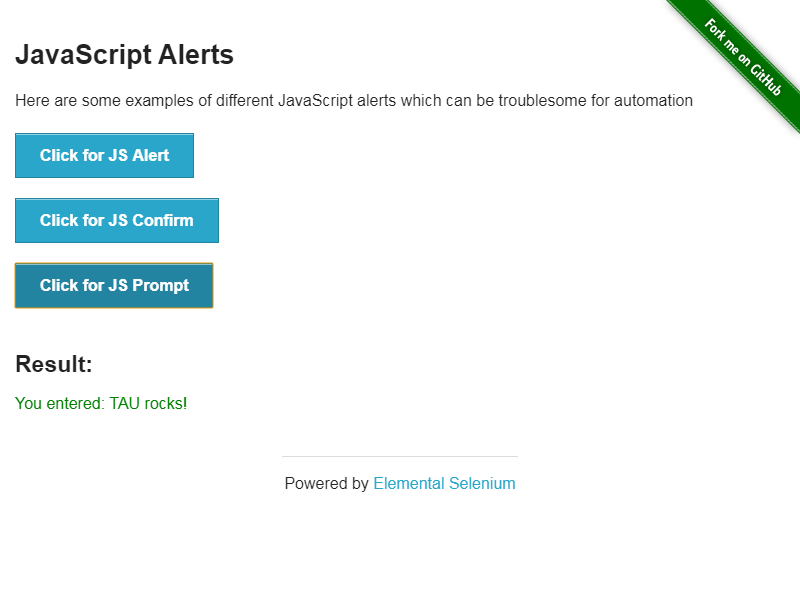 Fork me on GitHub
JavaScript Alerts
Here are some examples of different JavaScript alerts which can be troublesome for automation
Click for JS Alert
Click for JS Confirm
Click for JS Prompt
Result:
You entered: TAU rocks!
Powered by Elemental Selenium